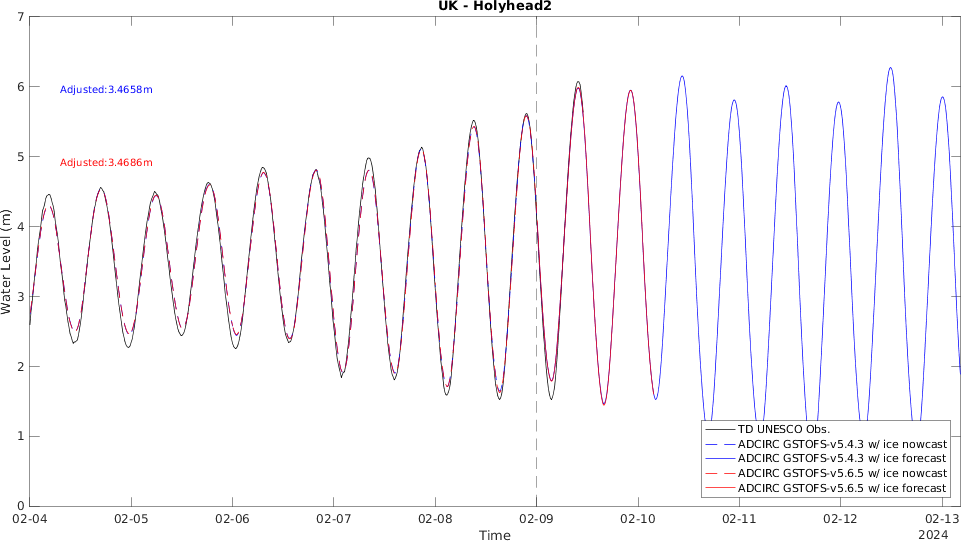 UK - Holyhead2
7
6
5
4
3
2
1
0
Water Level (m)
Adjusted:3.4658m
Adjusted:3.4686m
TD UNESCO Obs.
ADCIRC GSTOFS-v5.4.3 w/ ice nowcast
ADCIRC GSTOFS-v5.4.3 w/ ice forecast
ADCIRC GSTOFS-v5.6.5 w/ ice nowcast
ADCIRC GSTOFS-v5.6.5 w/ ice forecast
02-04 02-05 02-06 02-07 02-08 02-09 02-10 02-11 02-12 02-13
Time
2024